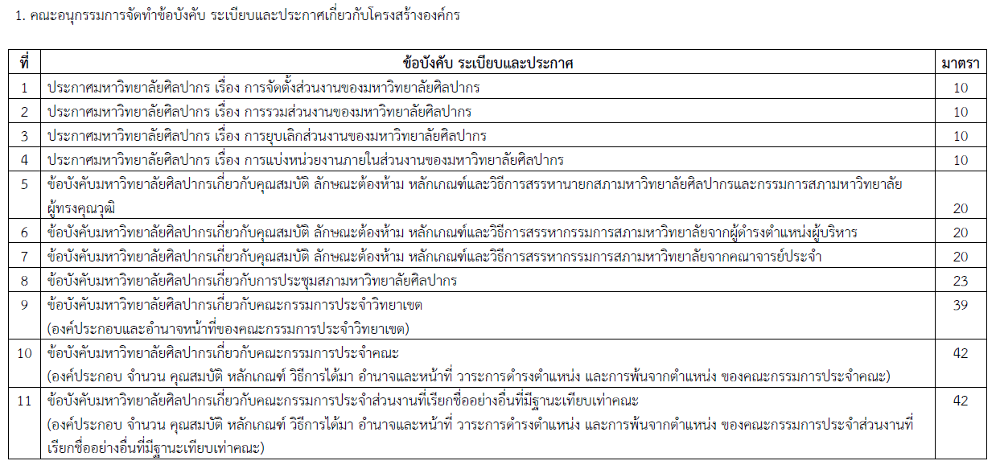 1. คณะอนุกรรมการจัดทำข้อบังคับ ระเบียบและประกาศเกี่ยวกับโครงสร้างองค์กร
ที่ ข้อบังคับ ระเบียบและประกาศ มาตรา
1 ประกาศมหาวิทยาลัยศิลปากร เรื่อง การจัดตั้งส่วนงานของมหาวิทยาลัยศิลปากร 10
2 ประกาศมหาวิทยาลัยศิลปากร เรื่อง การรวมส่วนงานของมหาวิทยาลัยศิลปากร 10
3 ประกาศมหาวิทยาลัยศิลปากร เรื่อง การยุบเลิกส่วนงานของมหาวิทยาลัยศิลปากร 10
4 ประกาศมหาวิทยาลัยศิลปากร เรื่อง การแบ่งหน่วยงานภายในส่วนงานของมหาวิทยาลัยศิลปากร 10
5 ข้อบังคับมหาวิทยาลัยศิลปากรเกี่ยวกับคุณสมบัติ ลักษณะต้องห้าม หลักเกณฑ์และวิธีการสรรหานายกสภามหาวิทยาลัยศิลปากรและกรรมการสภามหาวิทยาลัย
ผู้ทรงคุณวุฒิ 20
6 ข้อบังคับมหาวิทยาลัยศิลปากรเกี่ยวกับคุณสมบัติ ลักษณะต้องห้าม หลักเกณฑ์และวิธีการสรรหากรรมการสภามหาวิทยาลัยจากผู้ดำรงตำแหน่งผู้บริหาร 20
7 ข้อบังคับมหาวิทยาลัยศิลปากรเกี่ยวกับคุณสมบัติ ลักษณะต้องห้าม หลักเกณฑ์และวิธีการสรรหากรรมการสภามหาวิทยาลัยจากคณาจารย์ประจำ 20
8 ข้อบังคับมหาวิทยาลัยศิลปากรเกี่ยวกับการประชุมสภามหาวิทยาลัยศิลปากร 23
9 ข้อบังคับมหาวิทยาลัยศิลปากรเกี่ยวกับคณะกรรมการประจำวิทยาเขต 39
(องค์ประกอบและอำนาจหน้าที่ของคณะกรรมการประจำวิทยาเขต)
10 ข้อบังคับมหาวิทยาลัยศิลปากรเกี่ยวกับคณะกรรมการประจำคณะ 42
(องค์ประกอบ จำนวน คุณสมบัติ หลักเกณฑ์ วิธีการได้มา อำนาจและหน้าที่ วาระการดำรงตำแหน่ง และการพ้นจากตำแหน่ง ของคณะกรรมการประจำคณะ)
11 ข้อบังคับมหาวิทยาลัยศิลปากรเกี่ยวกับคณะกรรมการประจำส่วนงานที่เรียกชื่ออย่างอื่นที่มีฐานะเทียบเท่าคณะ 42
(องค์ประกอบ จำนวน คุณสมบัติ หลักเกณฑ์ วิธีการได้มา อำนาจและหน้าที่ วาระการดำรงตำแหน่ง และการพ้นจากตำแหน่ง ของคณะกรรมการประจำส่วนงานที่
เรียกชื่ออย่างอื่นที่มีฐานะเทียบเท่าคณะ)